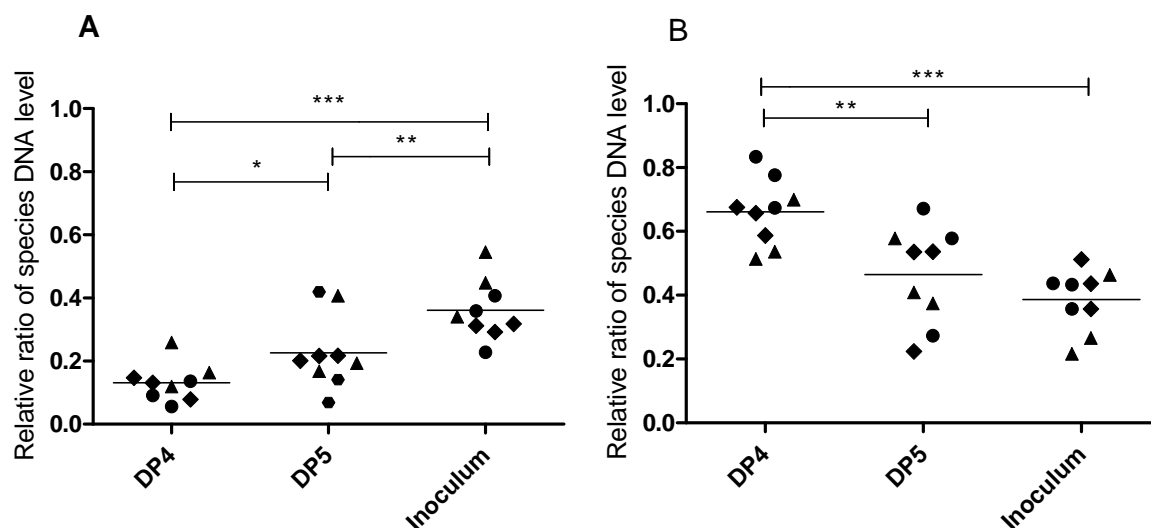 A
Relative ratio of species DNA level
1.0
0.8
0.6
0.4
0.2
0.0
***
**
*
DP4
DP5
Inoculum
B
Relative ratio of species DNA level
1.0
0.8
0.6
0.4
0.2
0.0
***
**
DP4
DP5
Inoculum